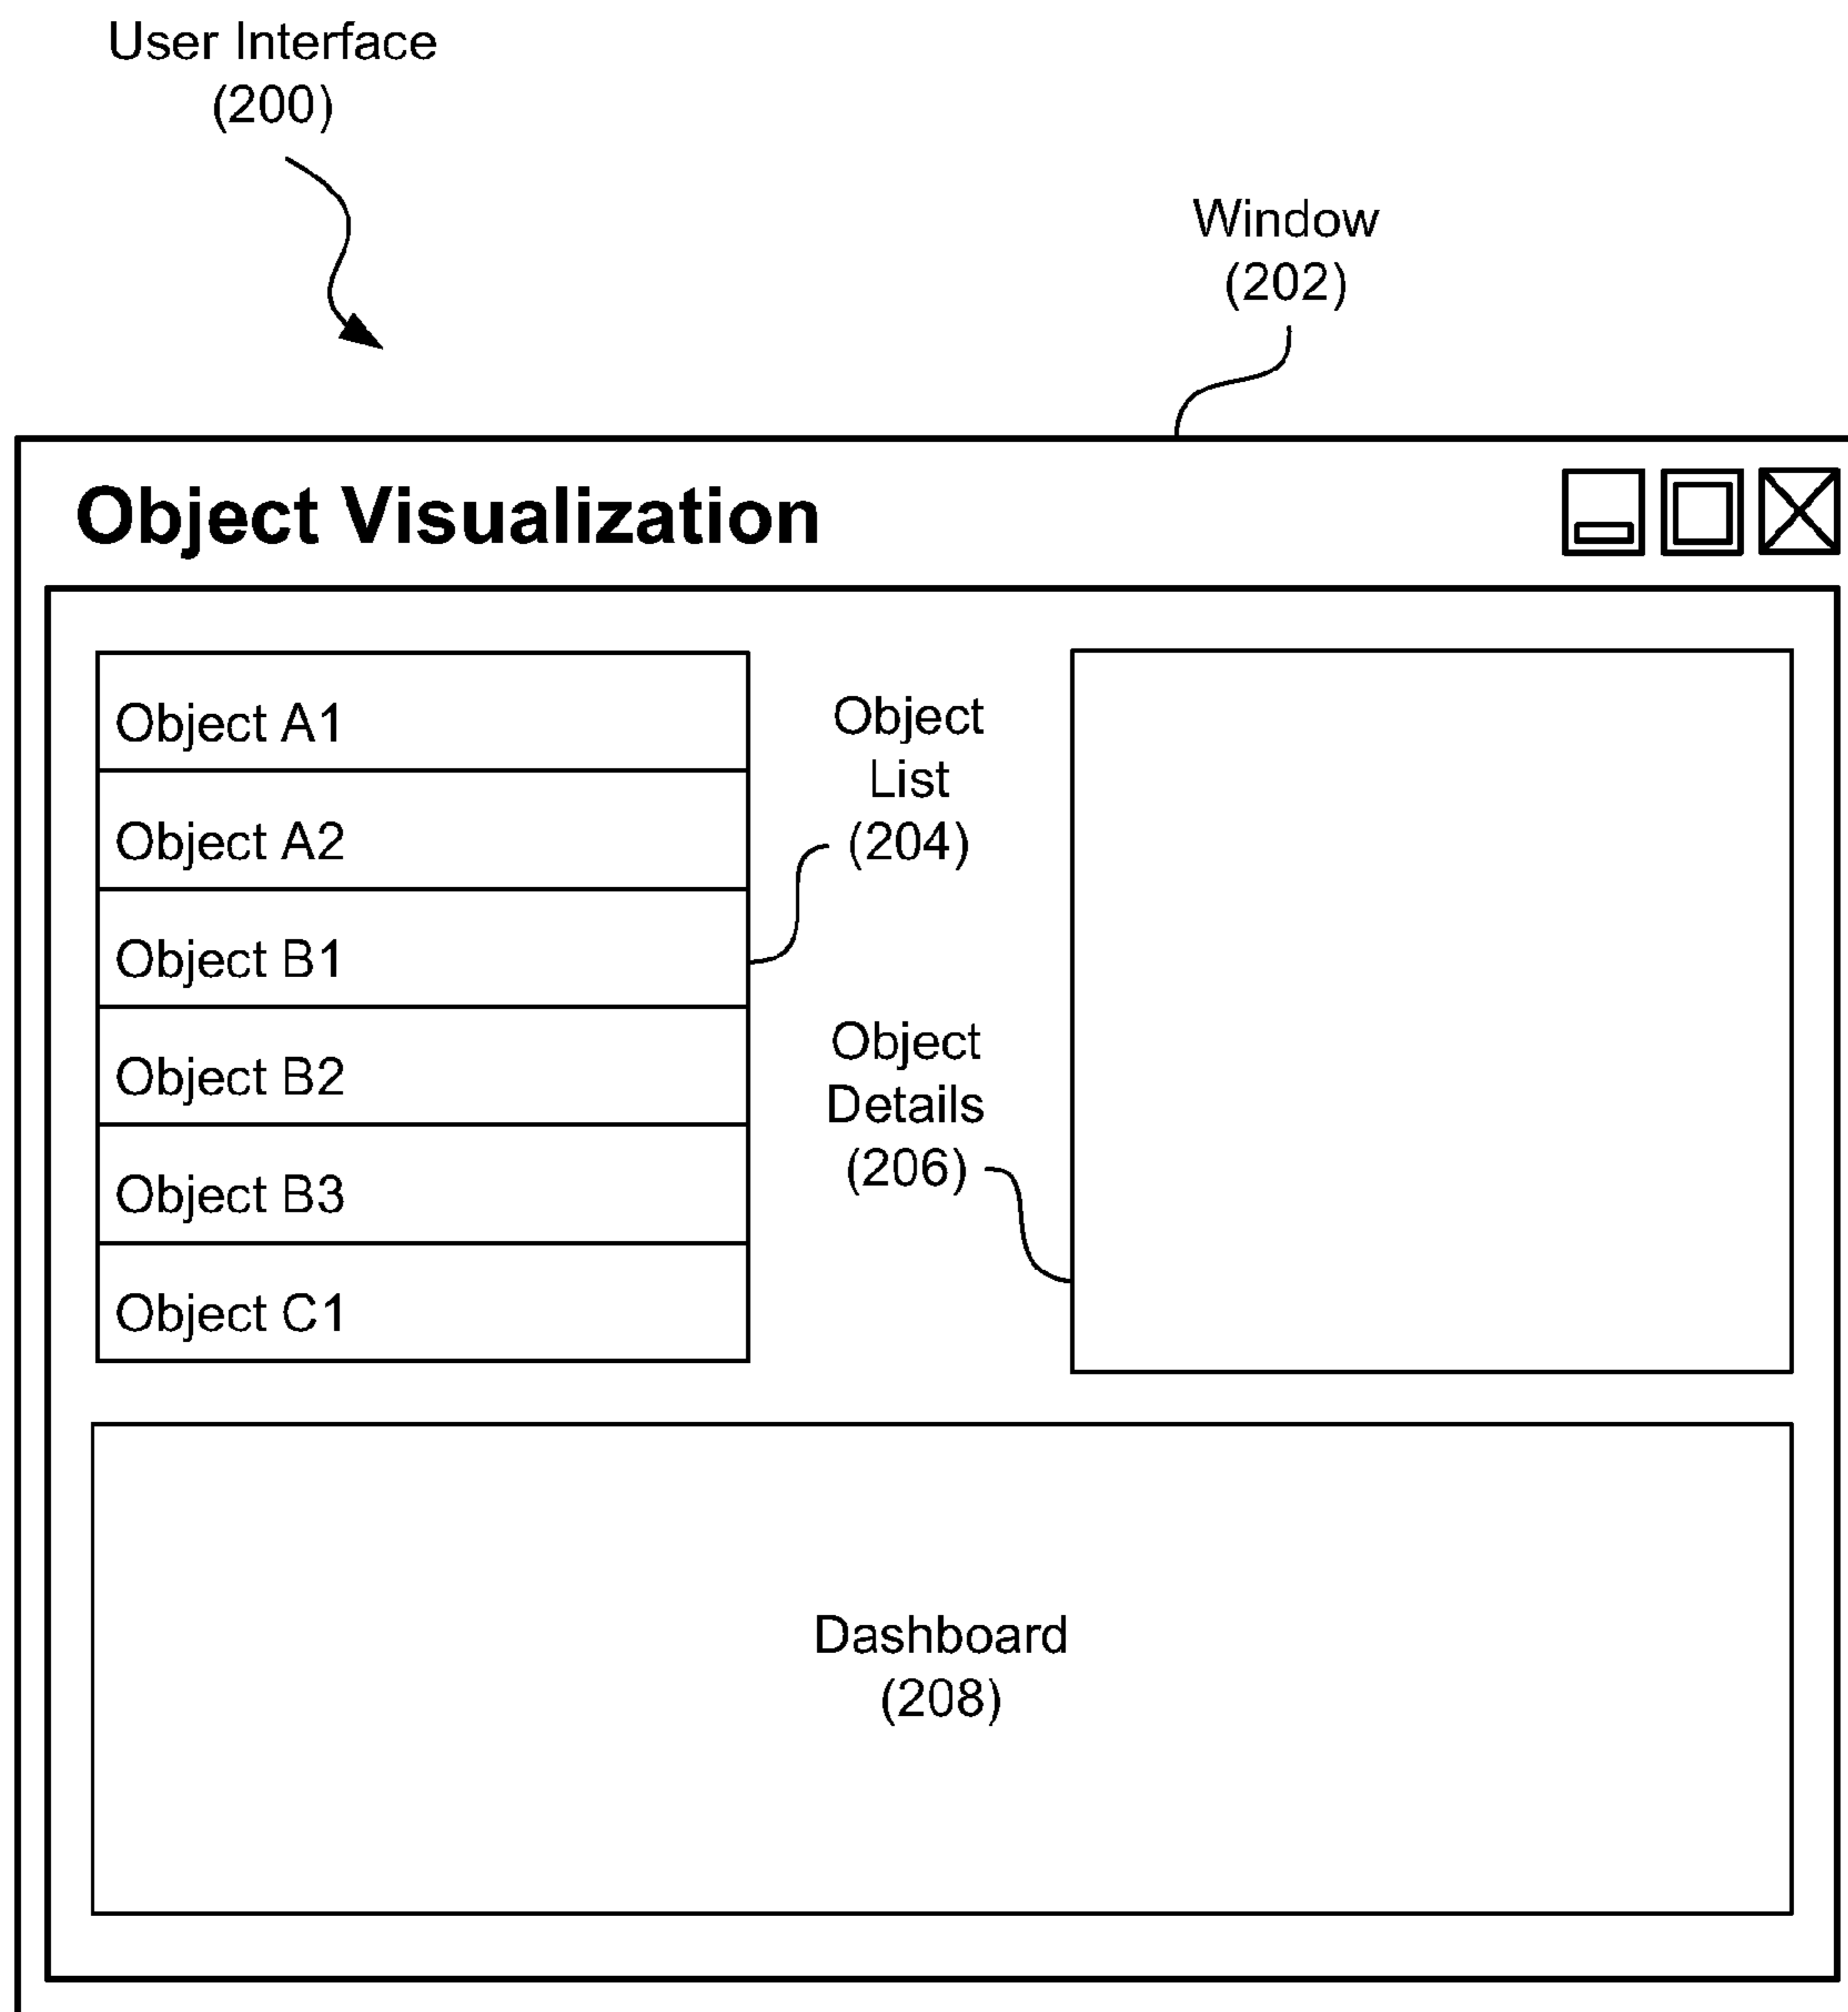 User Interface
(200)
Window
(202)
Object Visualization
Object A1
Object A2
Object B1
Object B2
Object B3
Object C1
Object
List
(204)
Object
Details
(206)
Dashboard
(208)